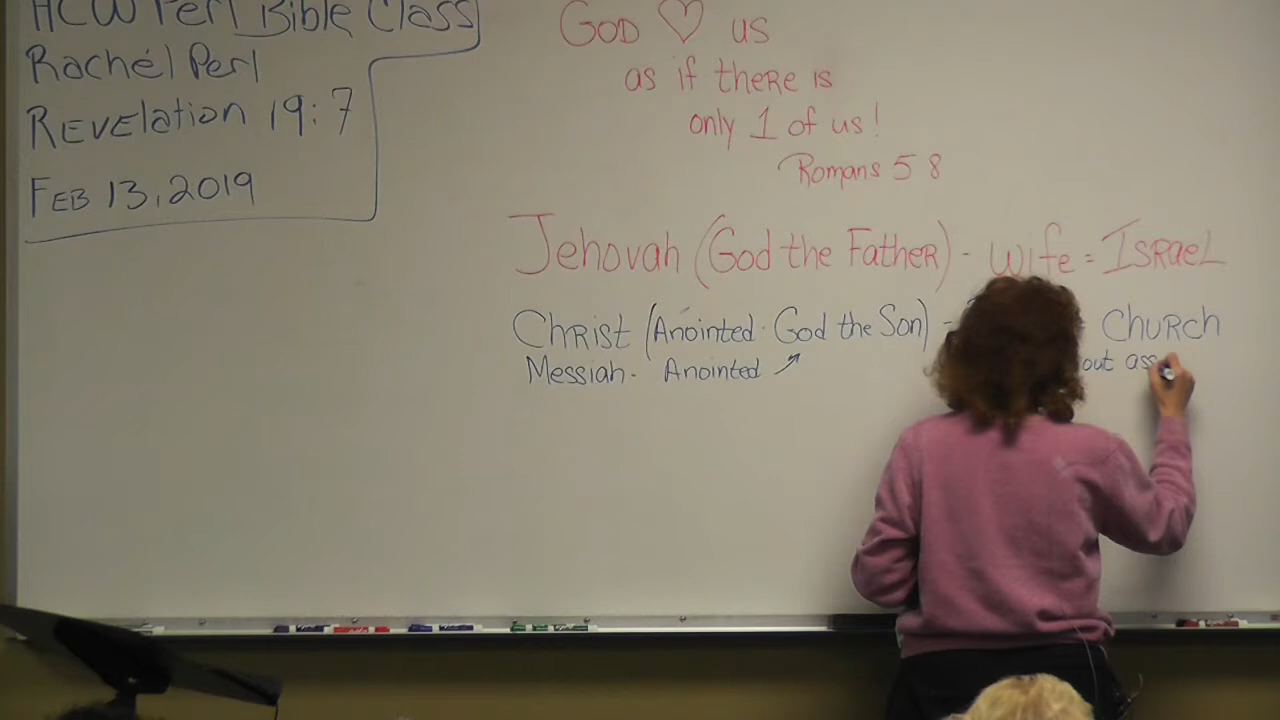 HCW Perl Bible Class
Rachel Perl
Revelation 19:7
Feb 13, 2019
God ♡ us
as if there is
only 1 of us!
Romans 5 8
Jehovah (God the Father) - Wife = Israel
Christ (Anointed · God the Son) - Church
Messiah - Anointed ↗ out ass